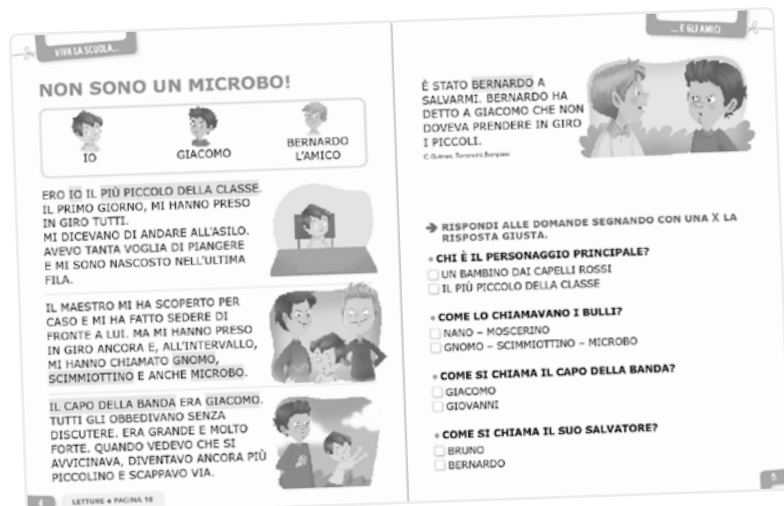 VIVA LA SCUOLA...
NON SONO UN MICROBO!
IO
GIACOMO
BERNARDO
L'AMICO
ERO IO IL PIÙ PICCOLO DELLA CLASSE.
IL PRIMO GIORNO, MI HANNO PRESO
IN GIRO TUTTI.
MI DICEVANO DI ANDARE ALL'ASILO.
AVEVO TANTA VOGLIA DI PIANGERE
E MI SONO NASCOSTO NELL'ULTIMA
FILA.
IL MAESTRO MI HA SCOPERTO PER
CASO E MI HA FATTO SEDERE DI
FRONTE A LUI. MA MI HANNO PRESO
IN GIRO ANCORA E, ALL'INTERVALLO,
MI HANNO CHIAMATO GNOMO,
SCIMMIOTTINO E ANCHE MICROBO.
IL CAPO DELLA BANDA ERA GIACOMO.
TUTTI GLI OBBEDIVANO SENZA
DISCUTERE. ERA GRANDE E MOLTO
FORTE. QUANDO VEDEVO CHE SI
AVVICINAVA, DIVENTAVO ANCORA PIÙ
PICCOLINO E SCAPPAVO VIA.
4
LETTURE • PAGINA 18
... E GLI AMICI
È STATO BERNARDO A
SALVARMI. BERNARDO HA
DETTO A GIACOMO CHE NON
DOVEVA PRENDERE IN GIRO
I PICCOLI.
➔ RISPONDI ALLE DOMANDE SEGNANDO CON UNA X LA
RISPOSTA GIUSTA.
• CHI È IL PERSONAGGIO PRINCIPALE?
UN BAMBINO DAI CAPELLI ROSSI
IL PIÙ PICCOLO DELLA CLASSE
• COME LO CHIAMAVANO I BULLI?
NANO – MOSCERINO
GNOMO – SCIMMIOTTINO – MICROBO
• COME SI CHIAMA IL CAPO DELLA BANDA?
GIACOMO
GIOVANNI
• COME SI CHIAMA IL SUO SALVATORE?
BRUNO
BERNARDO
5